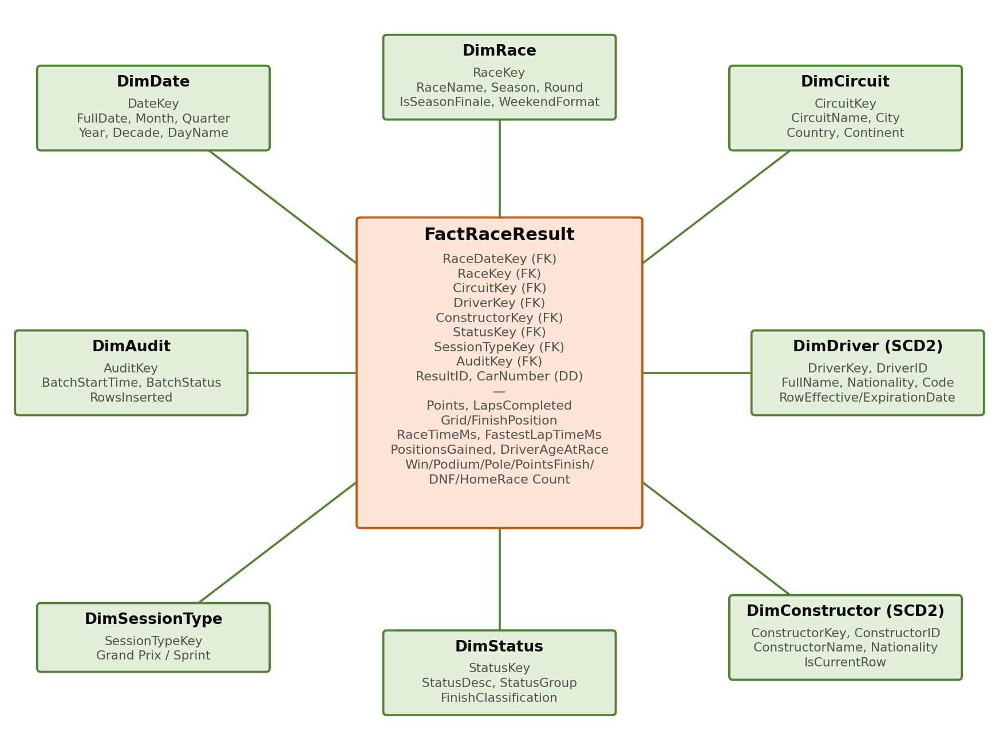 DimRace
RaceKey
RaceName, Season, Round
IsSeasonFinale, WeekendFormat
DimDate
DateKey
FullDate, Month, Quarter
Year, Decade, DayName
DimCircuit
CircuitKey
CircuitName, City
Country, Continent
FactRaceResult
RaceDateKey (FK)
RaceKey (FK)
CircuitKey (FK)
DriverKey (FK)
ConstructorKey (FK)
StatusKey (FK)
SessionTypeKey (FK)
AuditKey (FK)
ResultID, CarNumber (DD)
—
Points, LapsCompleted
Grid/FinishPosition
RaceTimeMs, FastestLapTimeMs
PositionsGained, DriverAgeAtRace
Win/Podium/Pole/PointsFinish/
DNF/HomeRace Count
DimAudit
AuditKey
BatchStartTime, BatchStatus
RowsInserted
DimDriver (SCD2)
DriverKey, DriverID
FullName, Nationality, Code
RowEffective/ExpirationDate
DimSessionType
SessionTypeKey
Grand Prix / Sprint
DimStatus
StatusKey
StatusDesc, StatusGroup
FinishClassification
DimConstructor (SCD2)
ConstructorKey, ConstructorID
ConstructorName, Nationality
IsCurrentRow